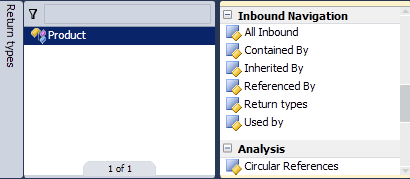 Return types
Product
1 of 1
Inbound Navigation
All Inbound
Contained By
Inherited By
Referenced By
Return types
Used by
Analysis
Circular References